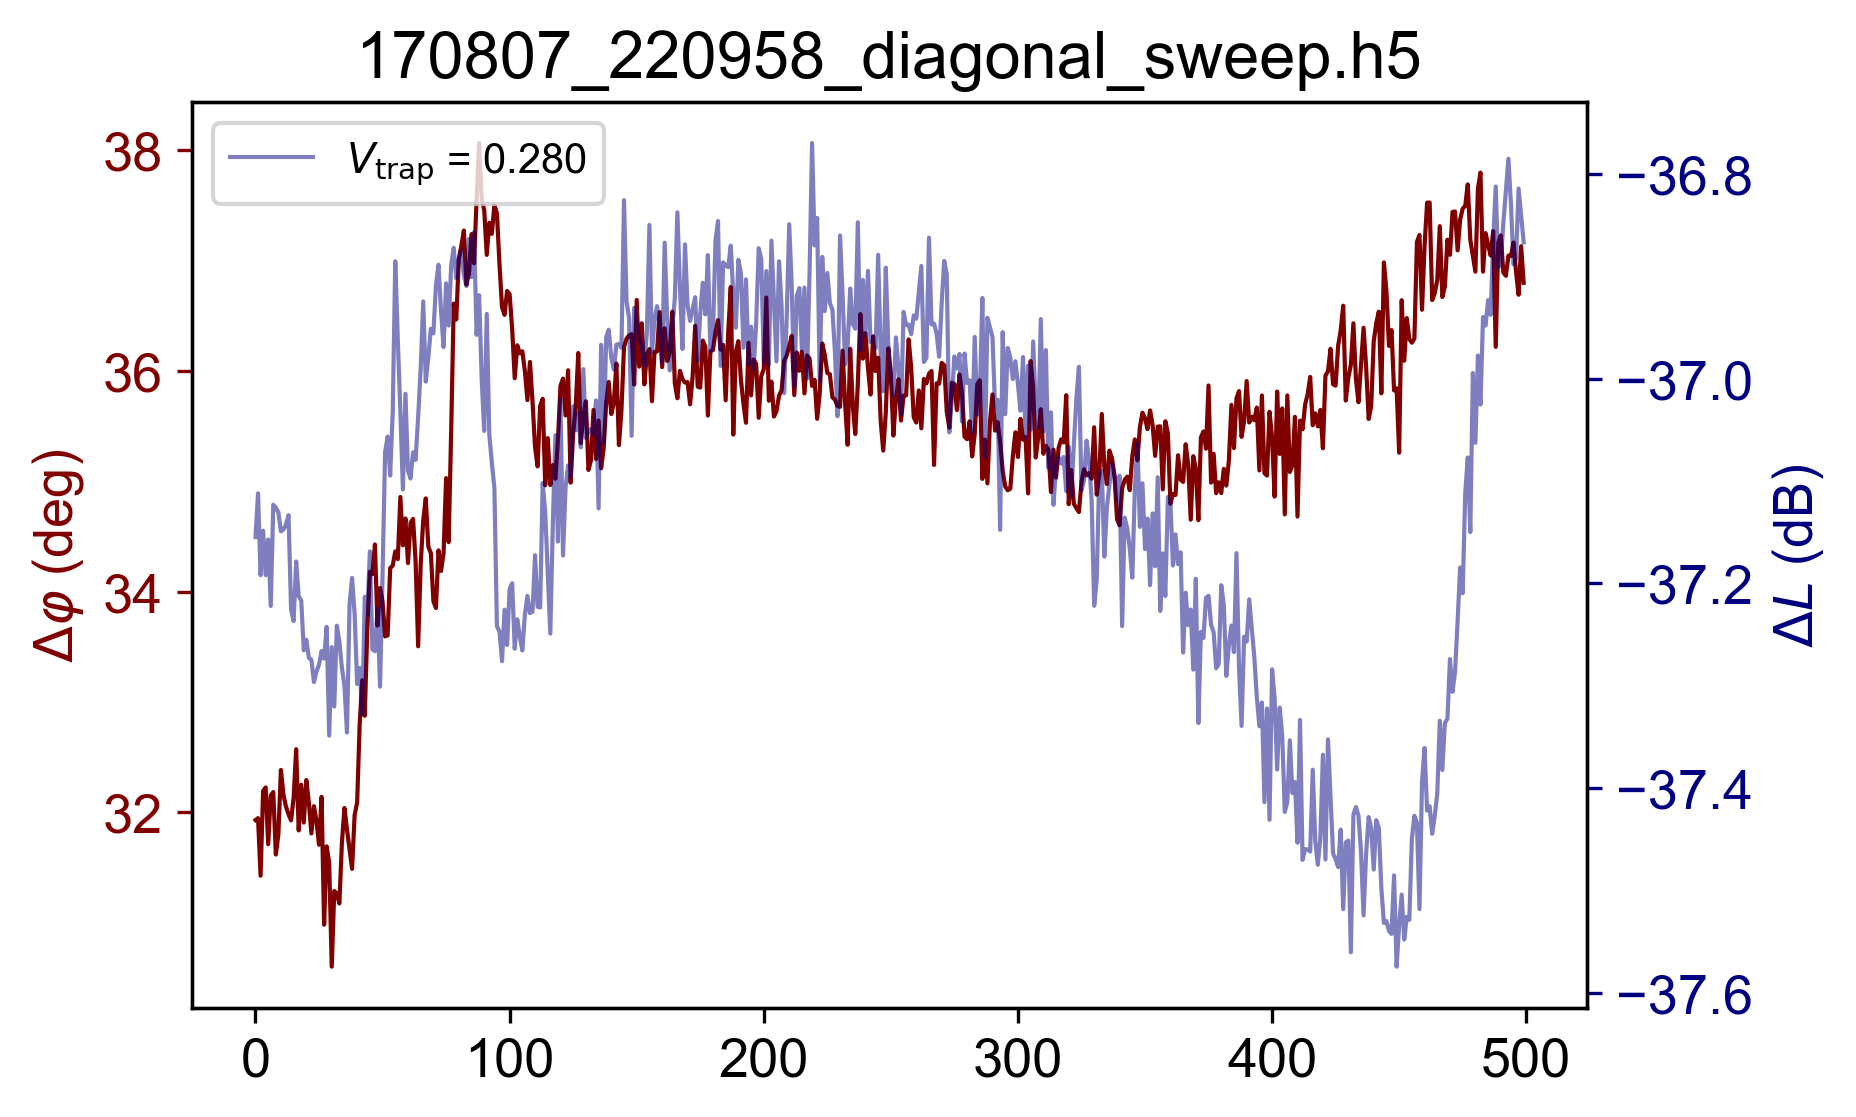 170807_220958_diagonal_sweep.h5
Vtrap = 0.280
Δφ (deg)
38
36
34
32
ΔL (dB)
−36.8
−37.0
−37.2
−37.4
−37.6
0 100 200 300 400 500